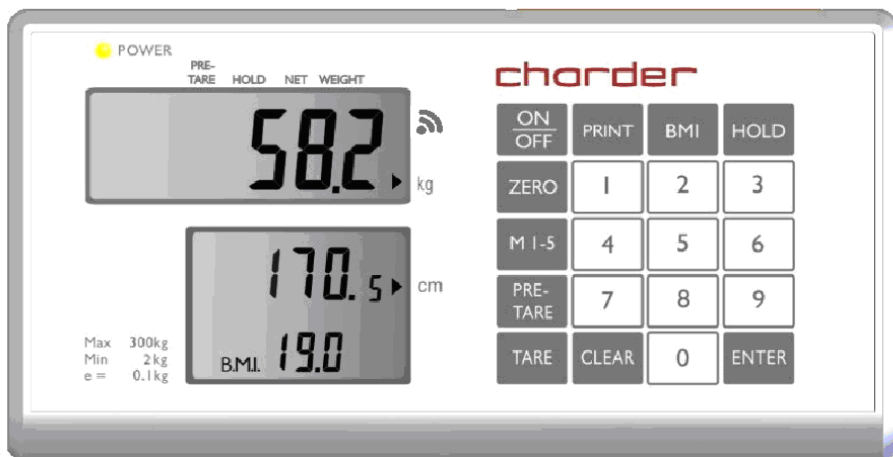 POWER
PRE-
TARE HOLD NET WEIGHT
58.2 kg
170.5 cm
B.M.I. 19.0
Max 300kg
Min 2kg
e = 0.1kg
charder
ON
OFF PRINT BMI HOLD
ZERO 1 2 3
M 1-5 4 5 6
PRE-
TARE 7 8 9
TARE CLEAR 0 ENTER